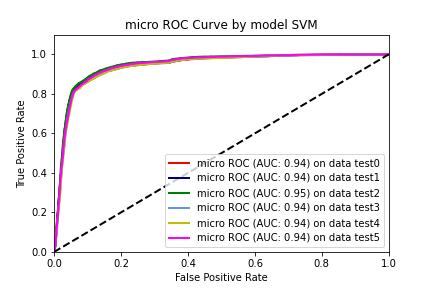 micro ROC Curve by model SVM
True Positive Rate
1.0
0.8
0.6
0.4
0.2
0.0
micro ROC (AUC: 0.94) on data test0
micro ROC (AUC: 0.94) on data test1
micro ROC (AUC: 0.95) on data test2
micro ROC (AUC: 0.94) on data test3
micro ROC (AUC: 0.94) on data test4
micro ROC (AUC: 0.94) on data test5
0.0 0.2 0.4 0.6 0.8 1.0
False Positive Rate